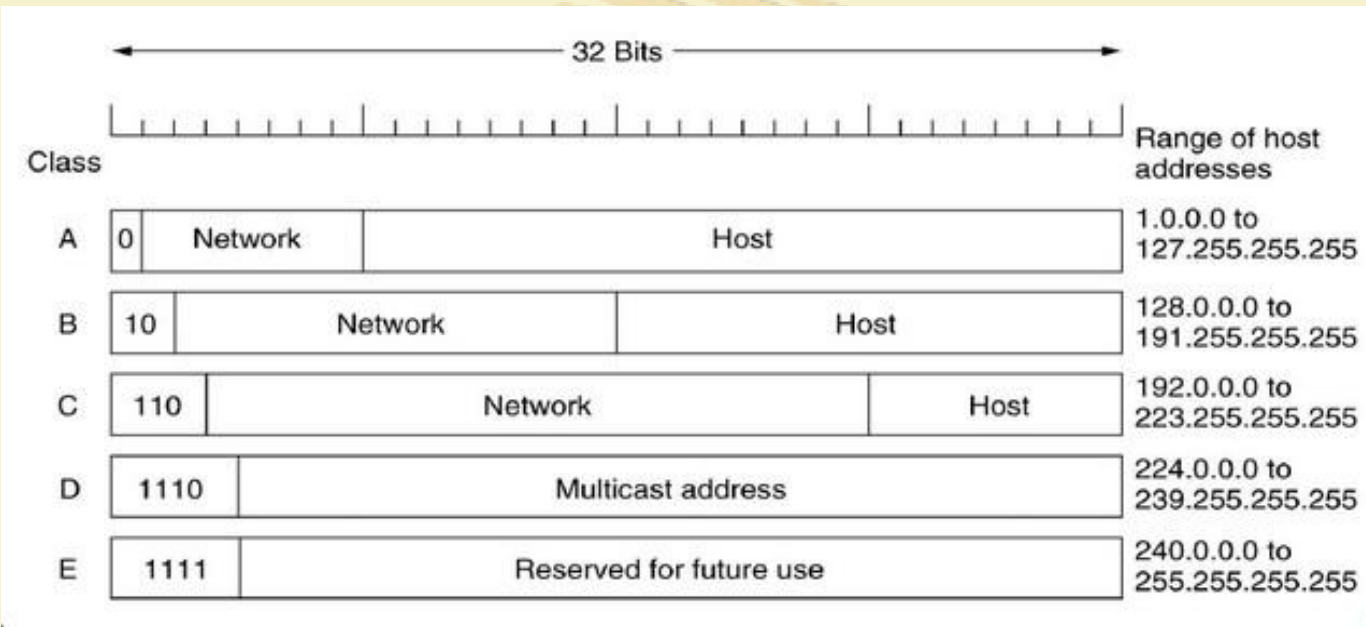 32 Bits
Class
Range of host
addresses
A
0
Network
Host
1.0.0.0 to
127.255.255.255
B
10
Network
Host
128.0.0.0 to
191.255.255.255
C
110
Network
Host
192.0.0.0 to
223.255.255.255
D
1110
Multicast address
224.0.0.0 to
239.255.255.255
E
1111
Reserved for future use
240.0.0.0 to
255.255.255.255